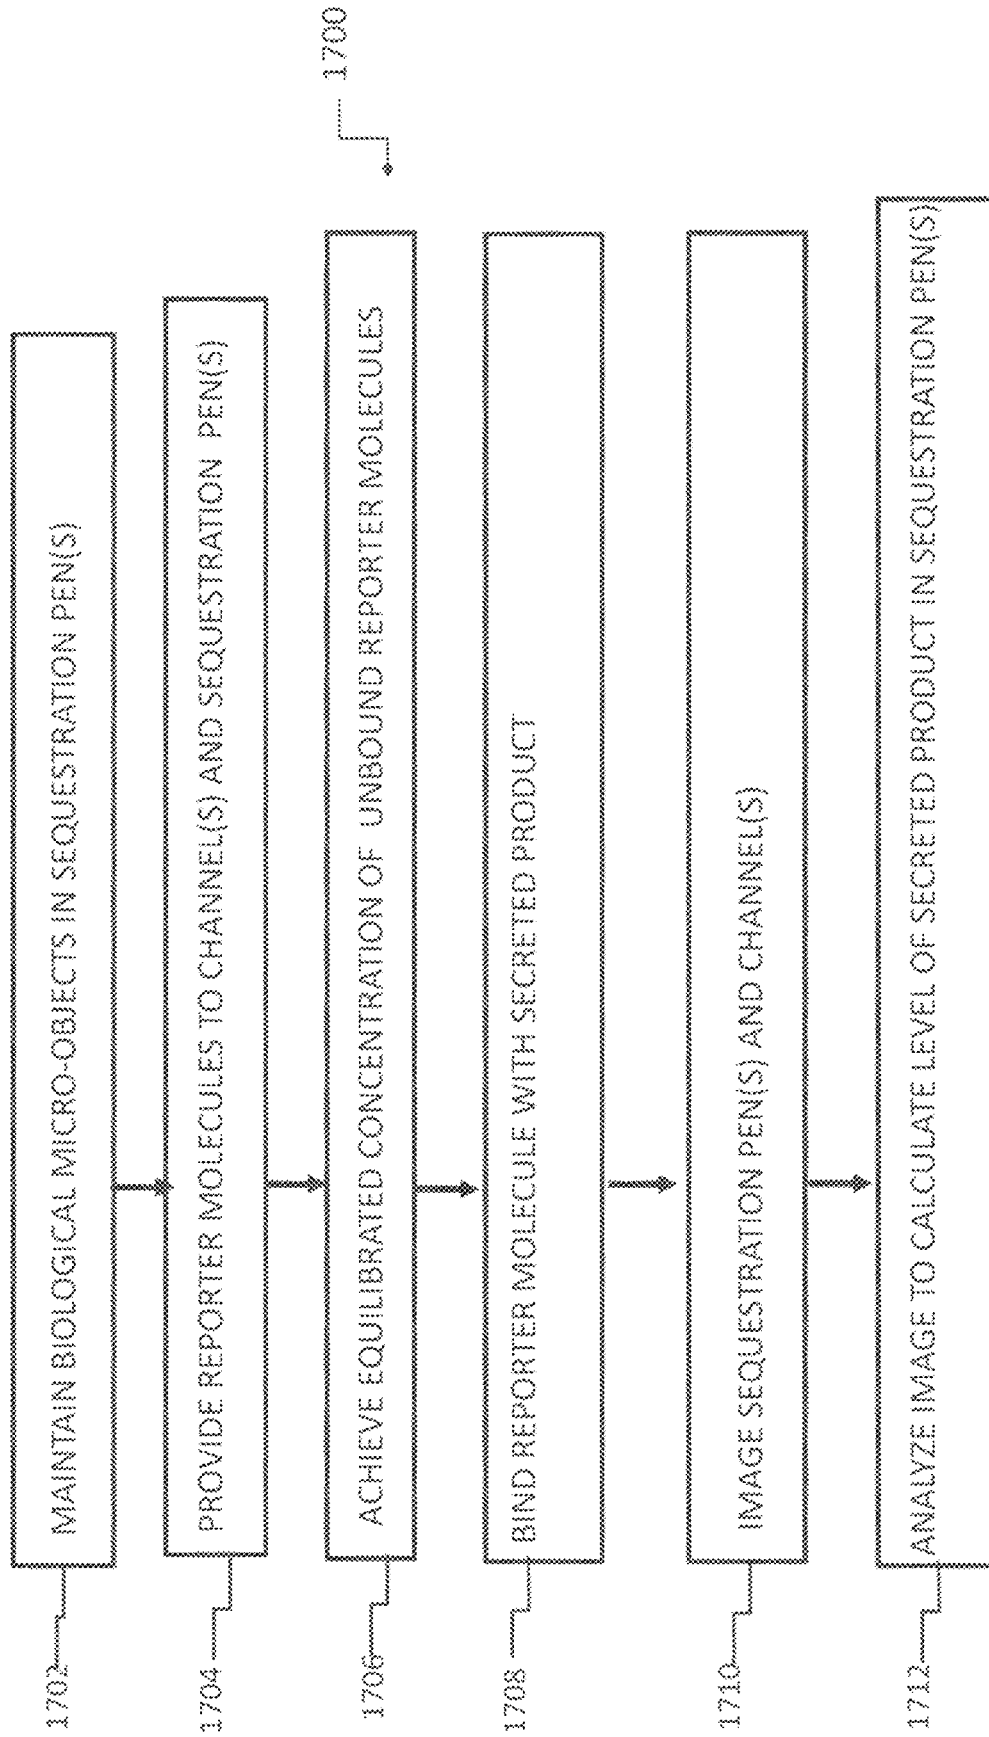 1700
1702
MAINTAIN BIOLOGICAL MICRO-OBJECTS IN SEQUESTRATION PEN(S)
1704
PROVIDE REPORTER MOLECULES TO CHANNEL(S) AND SEQUESTRATION PEN(S)
1706
ACHIEVE EQUILIBRATED CONCENTRATION OF UNBOUND REPORTER MOLECULES
1708
BIND REPORTER MOLECULE WITH SECRETED PRODUCT
1710
IMAGE SEQUESTRATION PEN(S) AND CHANNEL(S)
1712
ANALYZE IMAGE TO CALCULATE LEVEL OF SECRETED PRODUCT IN SEQUESTRATION PEN(S)